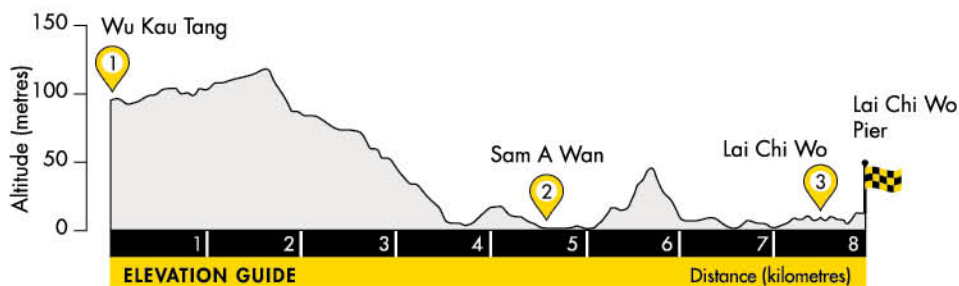 150
100
50
0
Altitude (metres)
Wu Kau Tang
1
Sam A Wan
2
Lai Chi Wo
3
Lai Chi Wo
Pier
1 2 3 4 5 6 7 8
ELEVATION GUIDE Distance (kilometres)